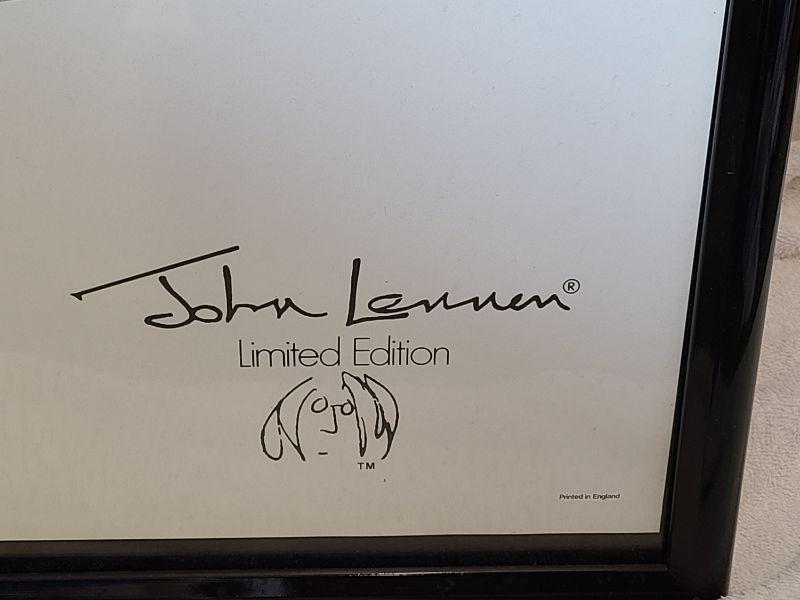 John Lennon®
Limited Edition
TM
Printed in England